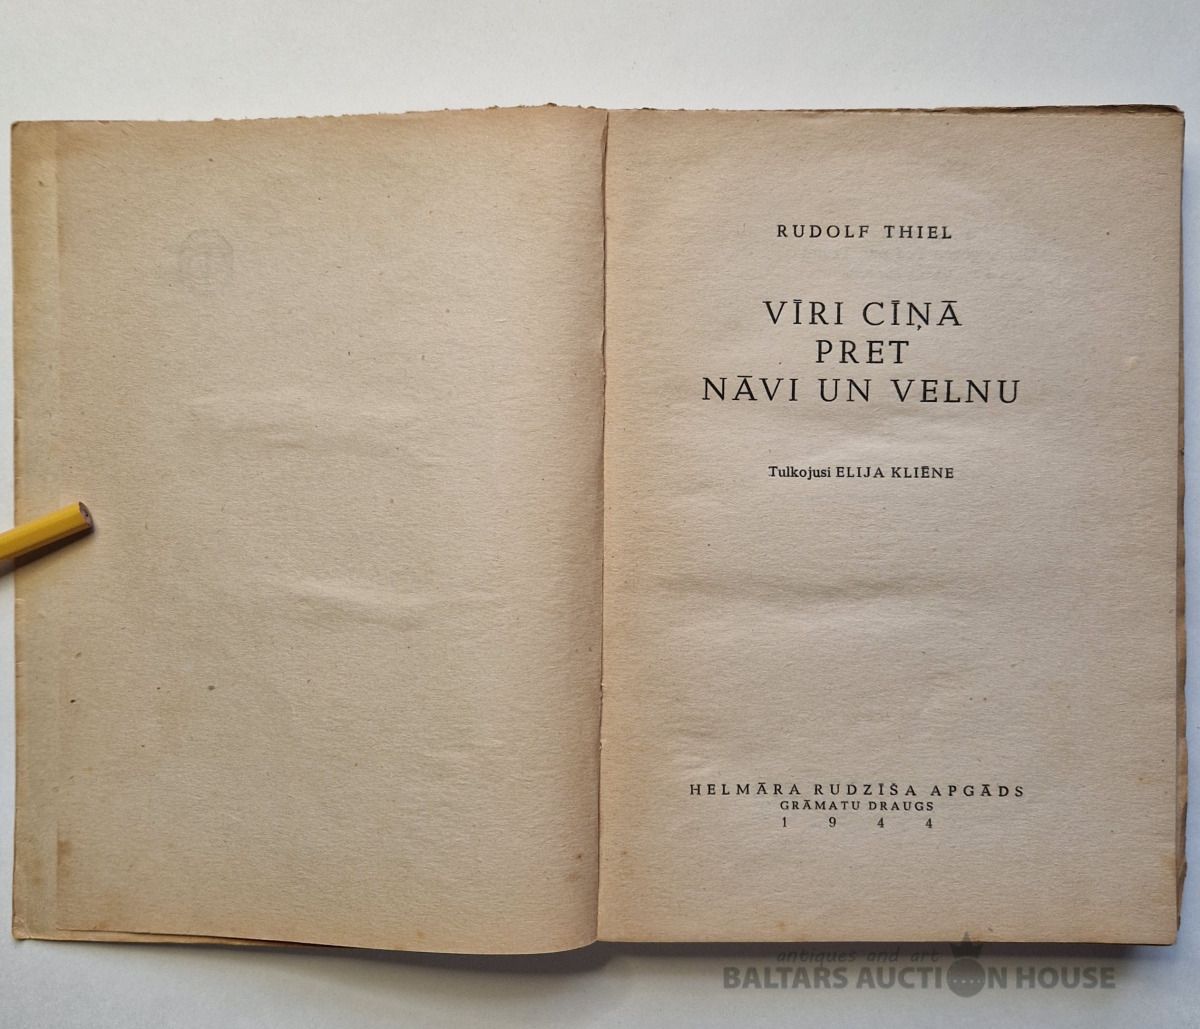 RUDOLF THIEL
VĪRI CĪŅĀ
PRET
NĀVI UN VELNU
Tulkojusi ELIJA KLIĒNE
HELMĀRA RUDZĪŠA APGĀDS
GRĀMATU DRAUGS
1 9 4 4
antiques and art
BALTARS AUCTION HOUSE